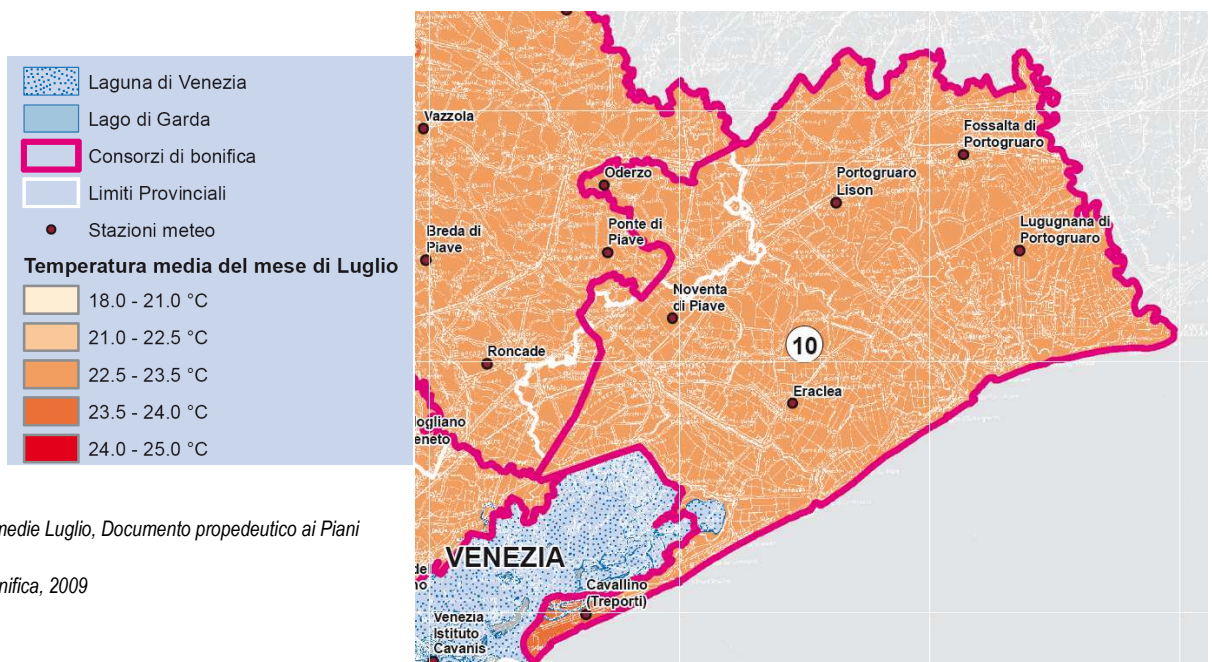 Laguna di Venezia
Lago di Garda
Consorzi di bonifica
Limiti Provinciali
Stazioni meteo
Temperatura media del mese di Luglio
18.0 - 21.0 °C
21.0 - 22.5 °C
22.5 - 23.5 °C
23.5 - 24.0 °C
24.0 - 25.0 °C
medie Luglio, Documento propedeutico ai Piani
nifica, 2009
Vazzola
Fossalta di
Portogruaro
Oderzo
Portogruaro
Lison
Breda di
Piave
Ponte di
Piave
Lugugnana di
Portogruaro
Noventa
di Piave
10
Roncade
Eraclea
ogliano
eneto
VENEZIA
Cavallino
(Treporti)
Venezia
Istituto
Cavanis